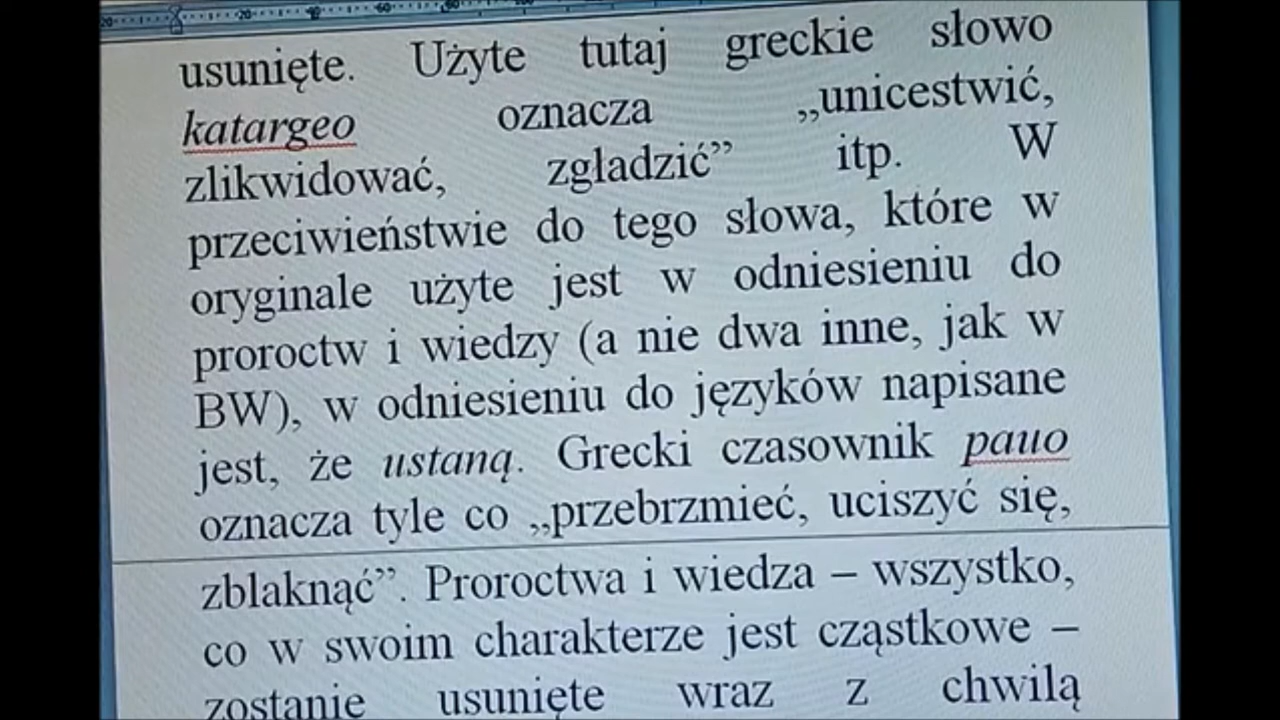 usunięte. Użyte tutaj greckie słowo
katargeo oznacza „unicestwić,
zlikwidować, zgładzić” itp. W
przeciwieństwie do tego słowa, które w
oryginale użyte jest w odniesieniu do
proroctw i wiedzy (a nie dwa inne, jak w
BW), w odniesieniu do języków napisane
jest, że ustaną. Grecki czasownik pauo
oznacza tyle co „przebrzmieć, uciszyć się,
zblaknąć”. Proroctwa i wiedza – wszystko,
co w swoim charakterze jest cząstkowe –
zostanie usunięte wraz z chwilą